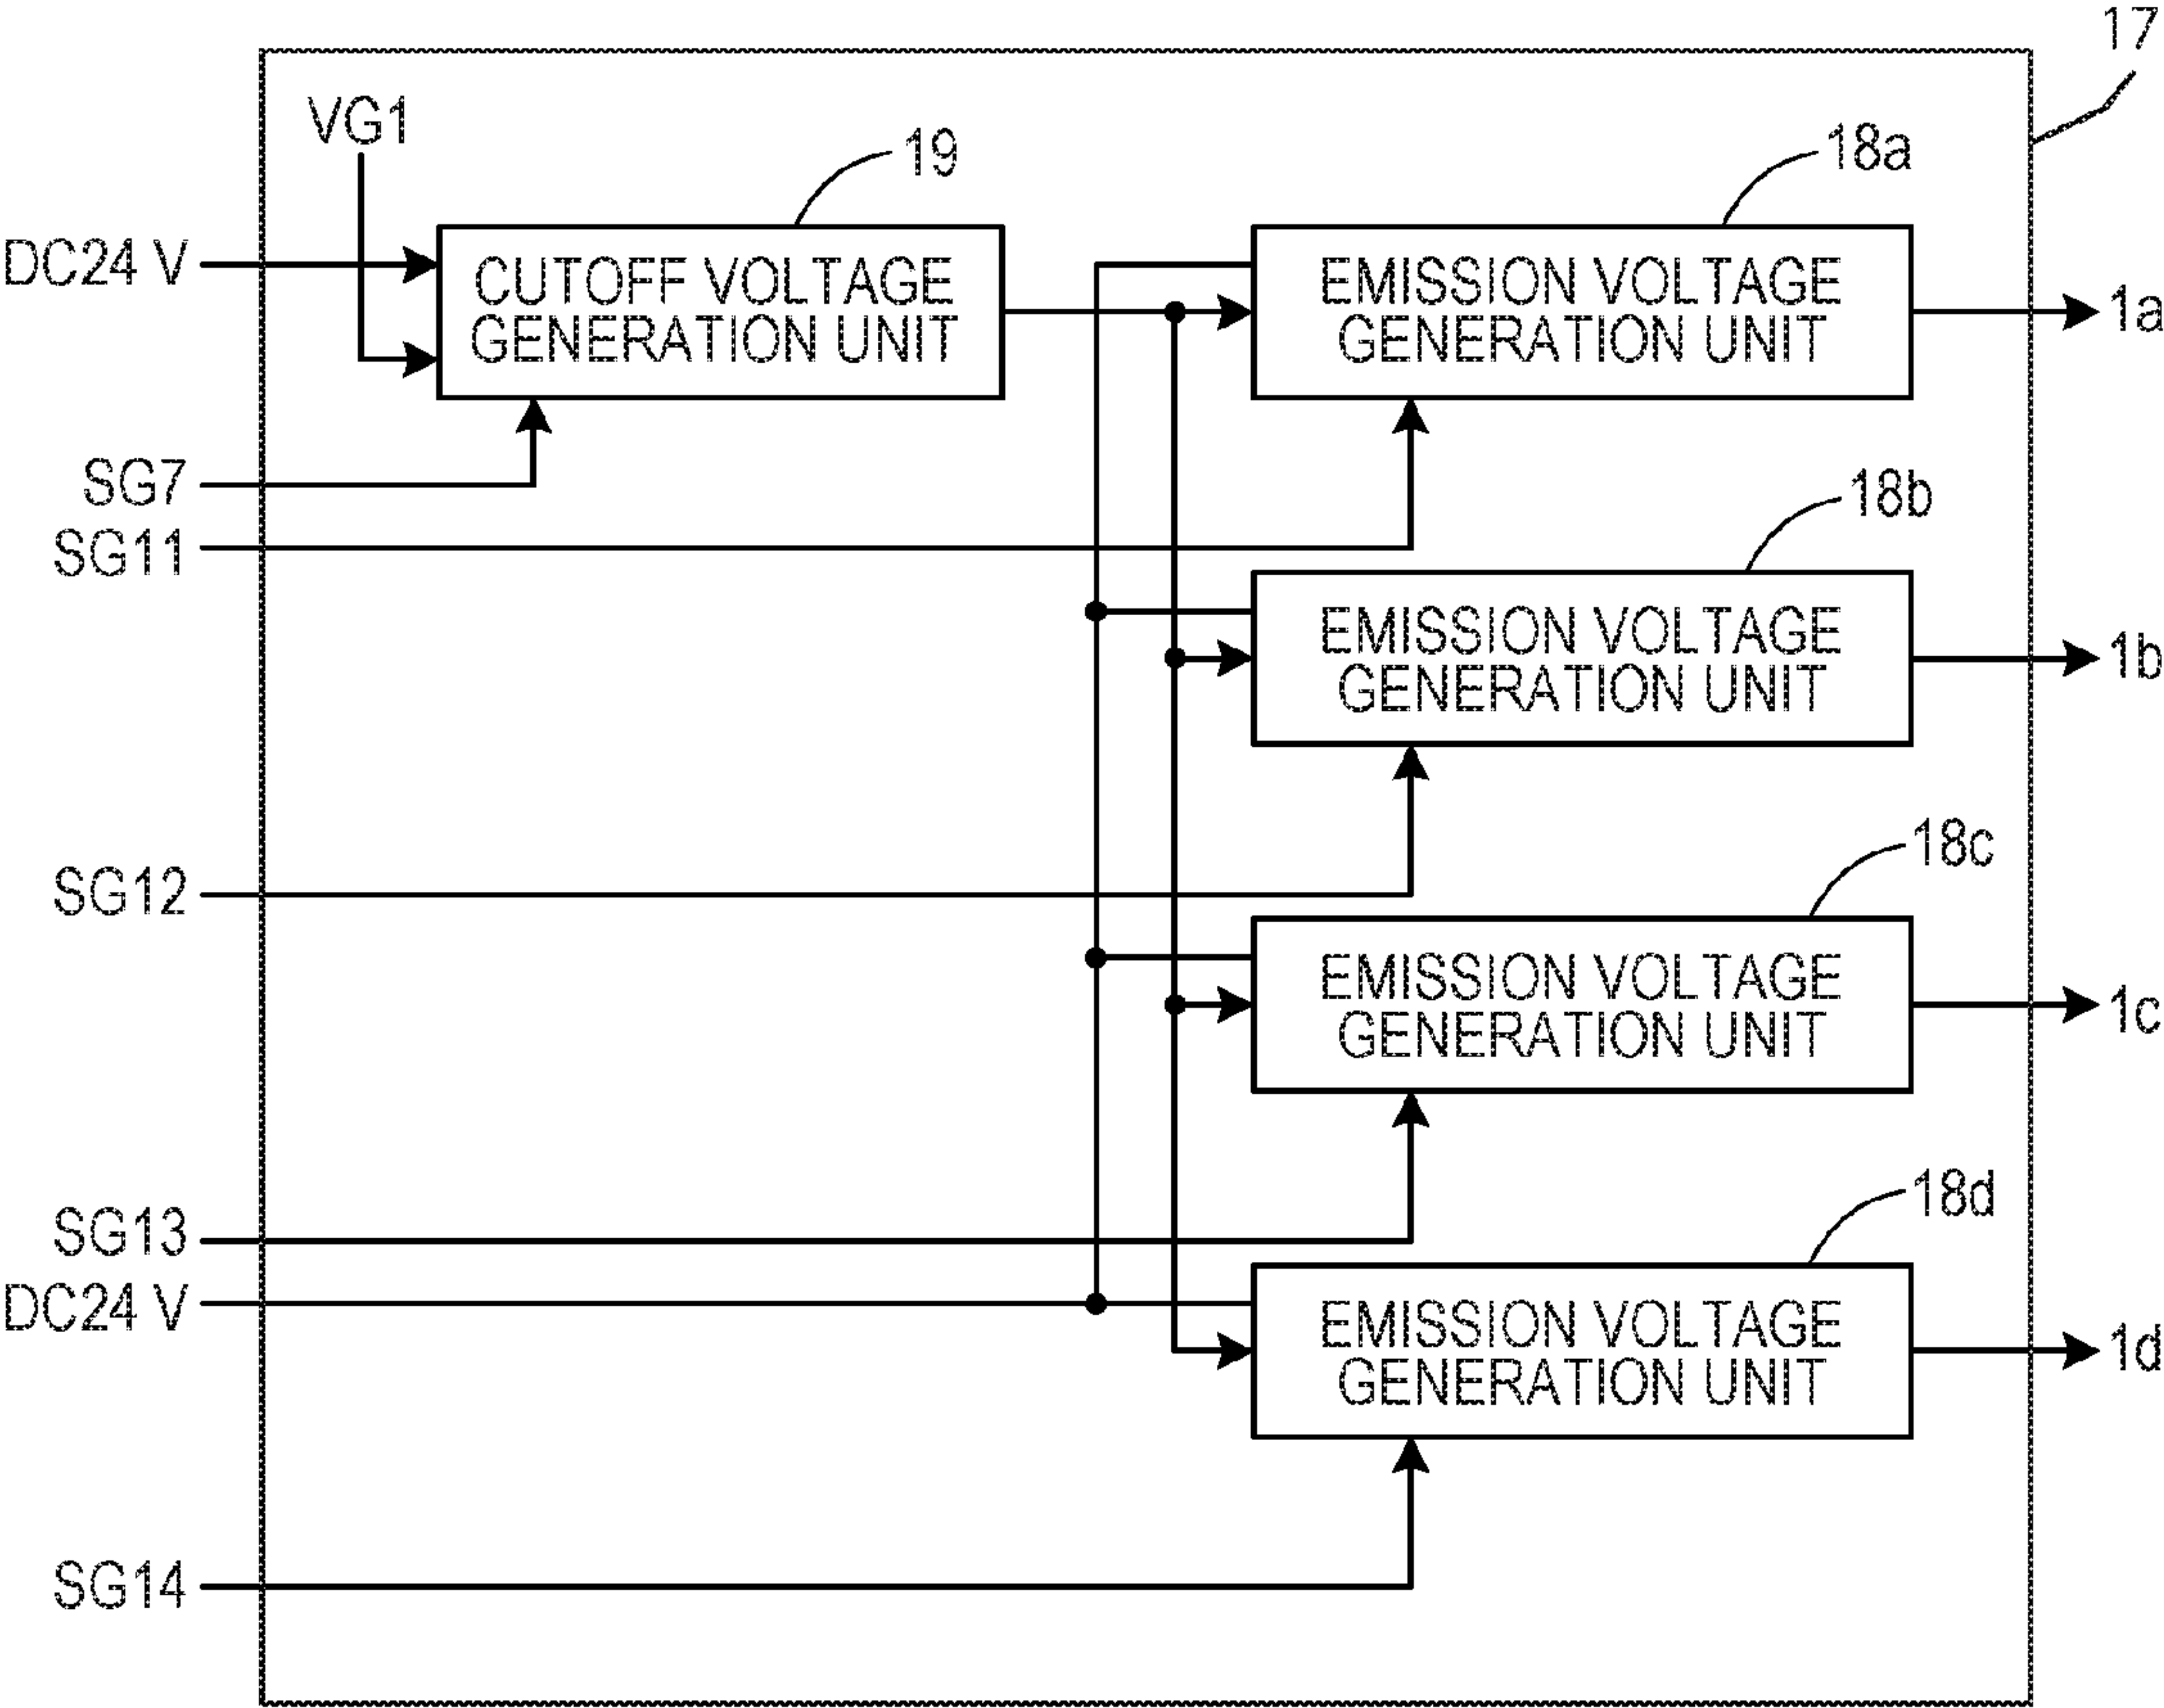 17
VG1
19
18a
DC24 V
CUTOFF VOLTAGE
GENERATION UNIT
EMISSION VOLTAGE
GENERATION UNIT
1a
SG7
18b
SG11
EMISSION VOLTAGE
GENERATION UNIT
1b
18c
SG12
EMISSION VOLTAGE
GENERATION UNIT
1c
18d
SG13
DC24 V
EMISSION VOLTAGE
GENERATION UNIT
1d
SG14